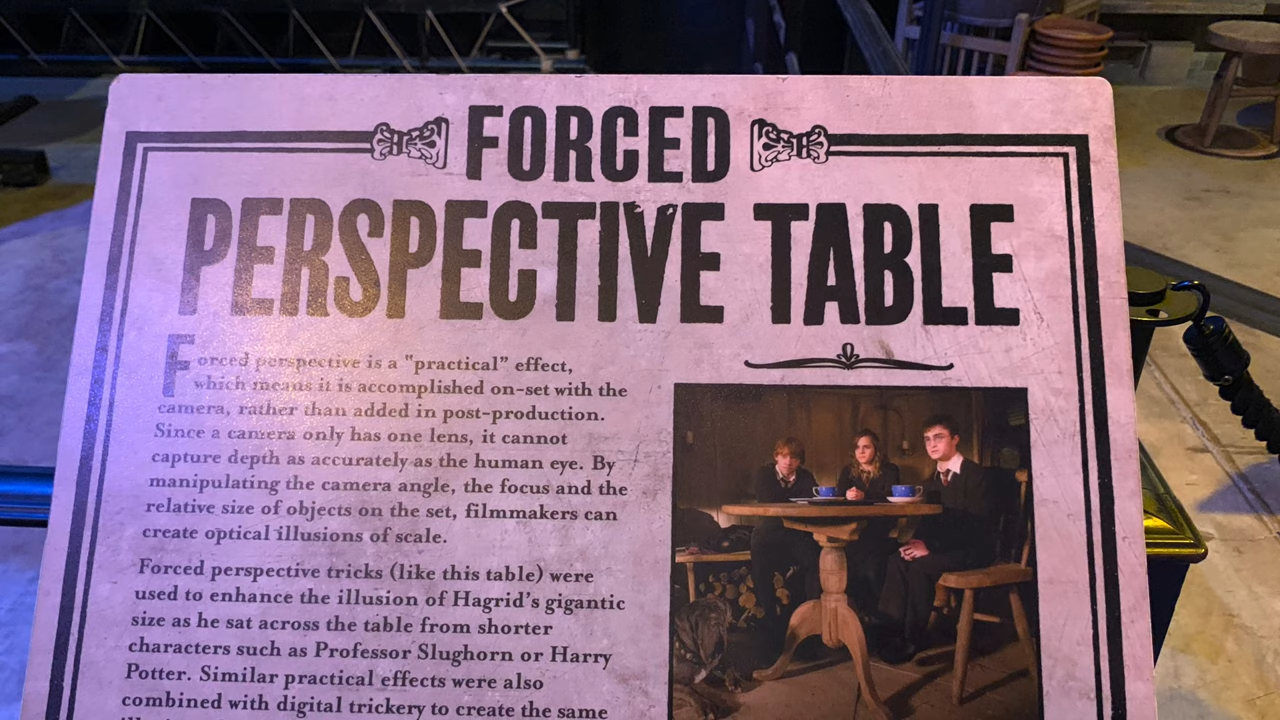 FORCED
PERSPECTIVE TABLE
Forced perspective is a "practical" effect,
which means it is accomplished on-set with the
camera, rather than added in post-production.
Since a camera only has one lens, it cannot
capture depth as accurately as the human eye. By
manipulating the camera angle, the focus and the
relative size of objects on the set, filmmakers can
create optical illusions of scale.
Forced perspective tricks (like this table) were
used to enhance the illusion of Hagrid's gigantic
size as he sat across the table from shorter
characters such as Professor Slughorn or Harry
Potter. Similar practical effects were also
combined with digital trickery to create the same